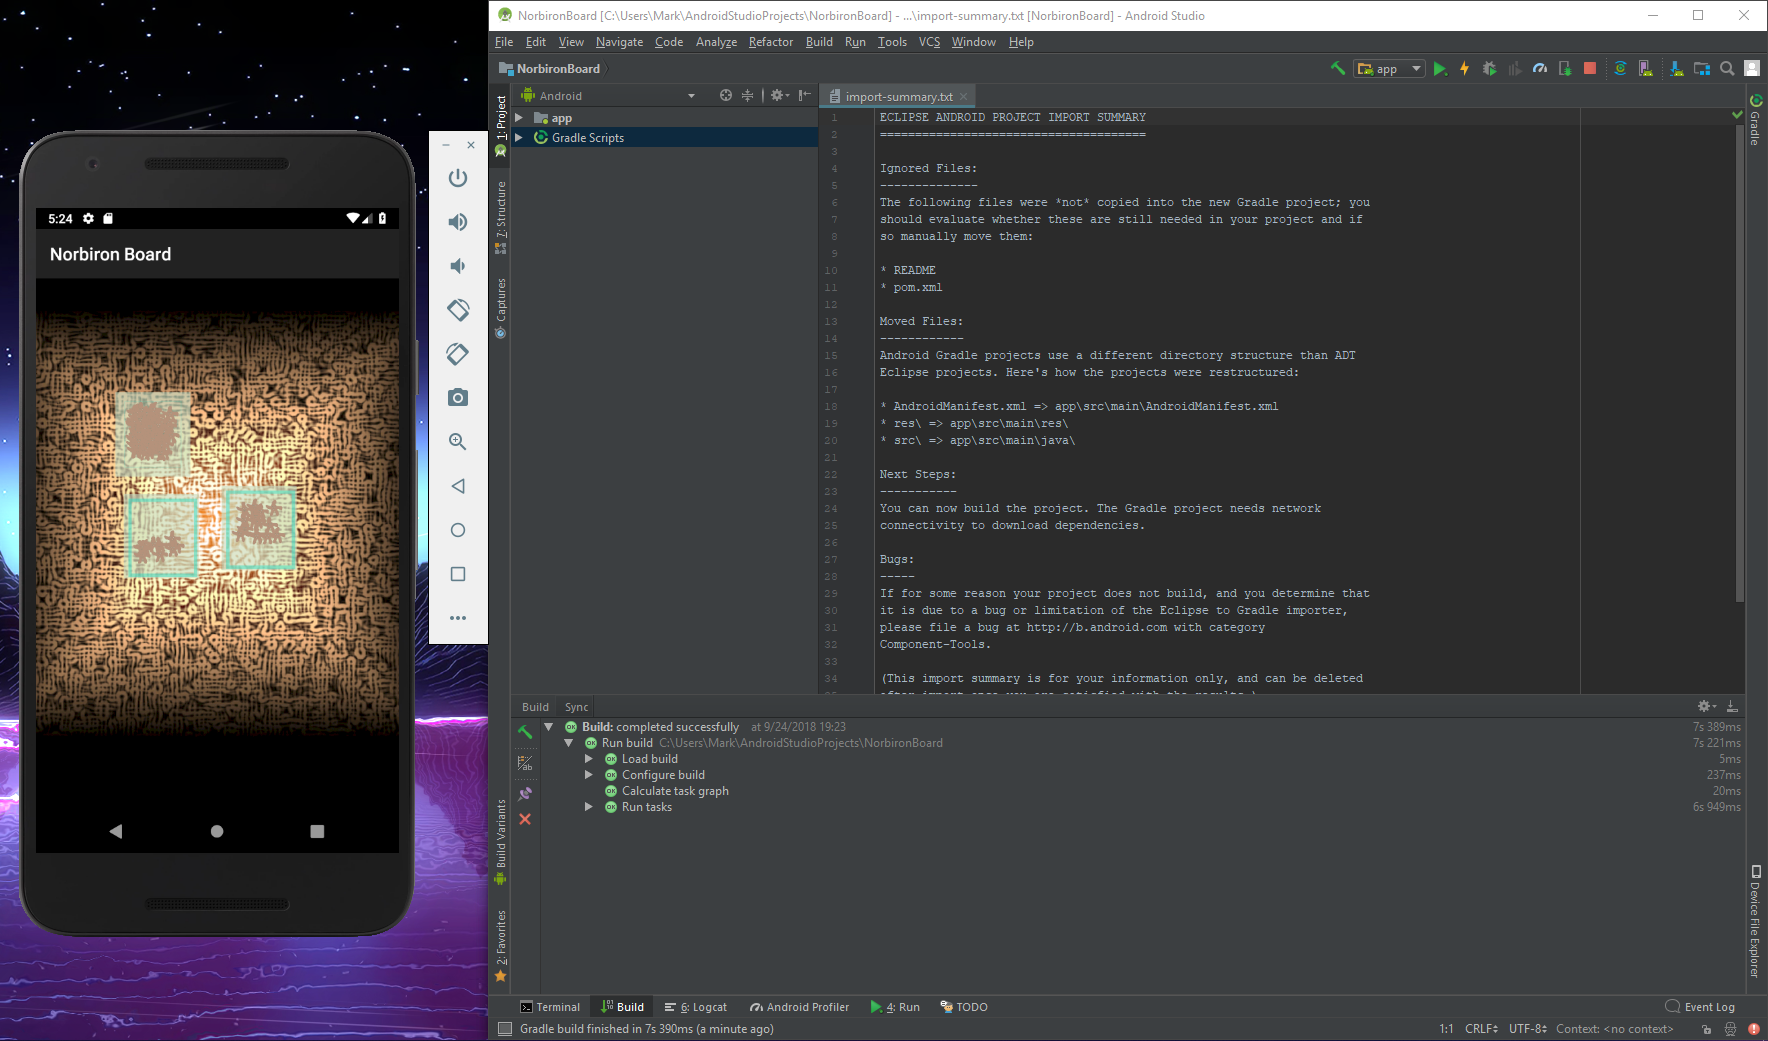 NorbironBoard [C:\Users\Mark\AndroidStudioProjects\NorbironBoard] - ...\import-summary.txt [NorbironBoard] - Android Studio
File Edit View Navigate Code Analyze Refactor Build Run Tools VCS Window Help
NorbironBoard
app
Android
import-summary.txt
1: Project
7: Structure
Captures
Build Variants
2: Favorites
app
Gradle Scripts
5:24
Norbiron Board
1 ECLIPSE ANDROID PROJECT IMPORT SUMMARY
2 ======================================
3
4 Ignored Files:
5 --------------
6 The following files were *not* copied into the new Gradle project; you
7 should evaluate whether these are still needed in your project and if
8 so manually move them:
9
10 * README
11 * pom.xml
12
13 Moved Files:
14 ------------
15 Android Gradle projects use a different directory structure than ADT
16 Eclipse projects. Here's how the projects were restructured:
17
18 * AndroidManifest.xml => app\src\main\AndroidManifest.xml
19 * res\ => app\src\main\res\
20 * src\ => app\src\main\java\
21
22 Next Steps:
23 -----------
24 You can now build the project. The Gradle project needs network
25 connectivity to download dependencies.
26
27 Bugs:
28 -----
29 If for some reason your project does not build, and you determine that
30 it is due to a bug or limitation of the Eclipse to Gradle importer,
31 please file a bug at http://b.android.com with category
32 Component-Tools.
33
34 (This import summary is for your information only, and can be deleted
after import once you are satisfied with the results.)
Gradle
Device File Explorer
Build Sync
Build: completed successfully at 9/24/2018 19:23 7s 389ms
Run build C:\Users\Mark\AndroidStudioProjects\NorbironBoard 7s 221ms
Load build 5ms
Configure build 237ms
Calculate task graph 20ms
Run tasks 6s 949ms
Terminal Build 6: Logcat Android Profiler 4: Run TODO Event Log
Gradle build finished in 7s 390ms (a minute ago) 1:1 CRLF UTF-8 Context: <no context>